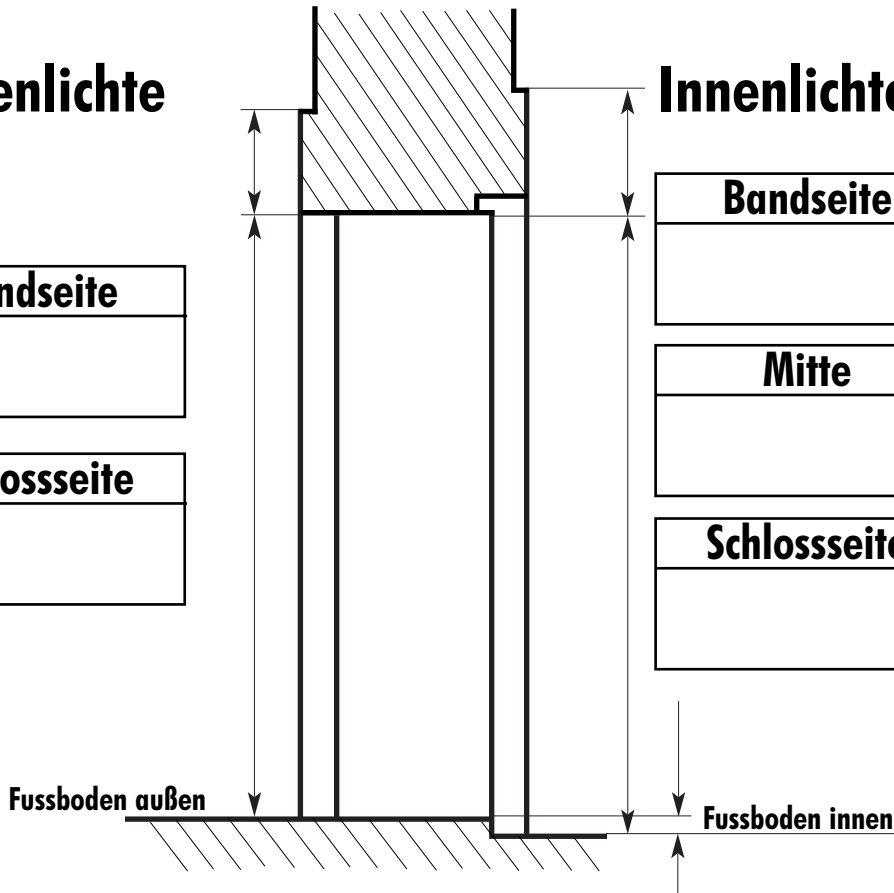 enlichte
Innenlichte
Bandseite
ndseite
Mitte
ossseite
Schlossseite
Fussboden außen
Fussboden innen